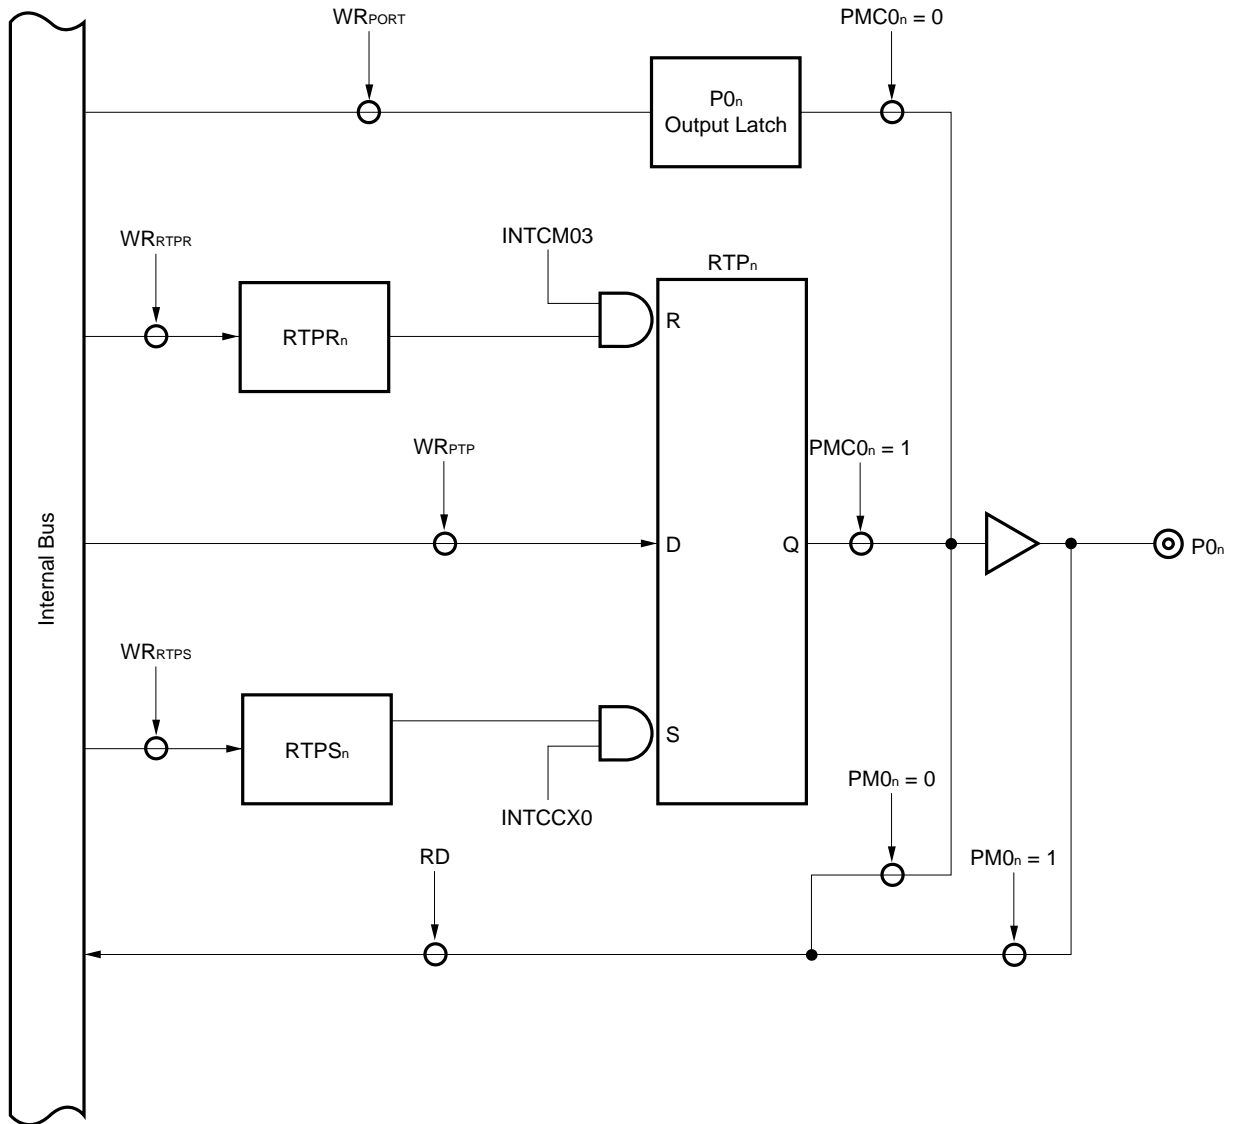 WRPORT
PMC0n = 0
P0n
Output Latch
WRRTPR
INTCM03
RTPn
RTPRn
R
WRPTP
PMC0n = 1
Internal Bus
D
Q
P0n
WRRTPS
RTPSn
S
INTCCX0
PM0n = 0
RD
PM0n = 1